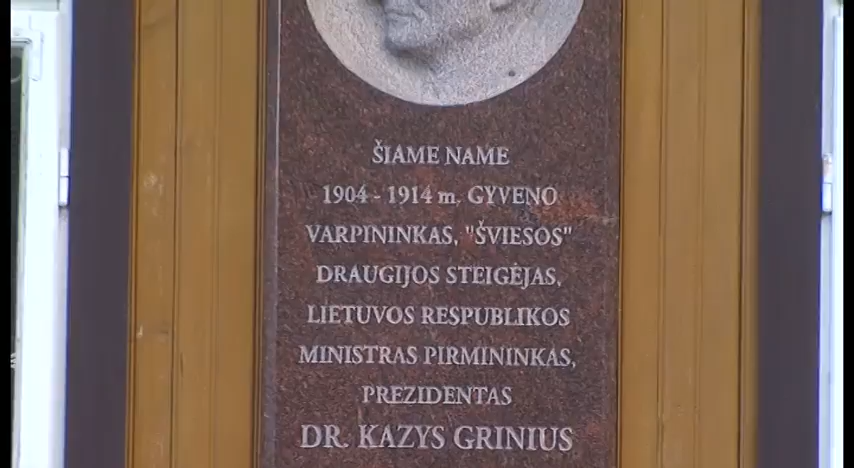 ŠIAME NAME
1904 - 1914 m. GYVENO
VARPININKAS, "ŠVIESOS"
DRAUGIJOS STEIGĖJAS,
LIETUVOS RESPUBLIKOS
MINISTRAS PIRMININKAS,
PREZIDENTAS
DR. KAZYS GRINIUS